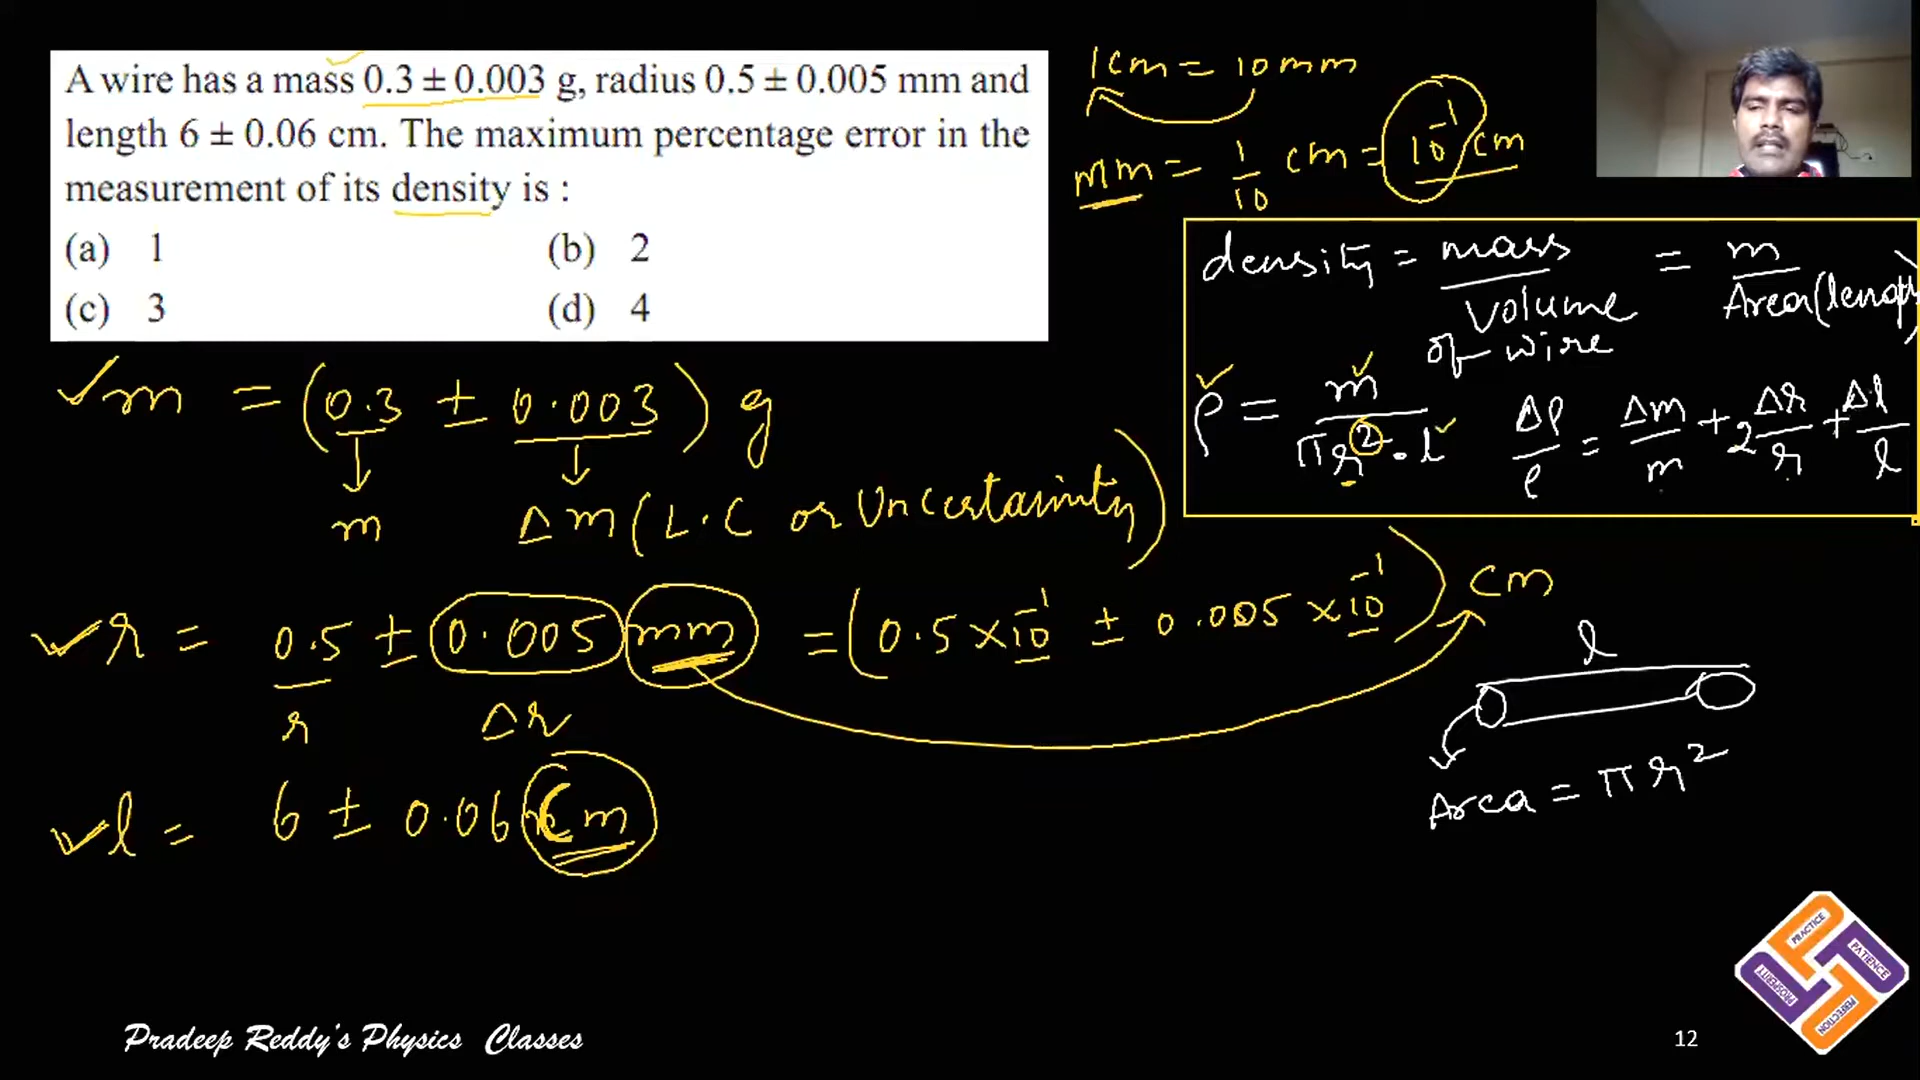 A wire has a mass 0.3 ± 0.003 g, radius 0.5 ± 0.005 mm and
length 6 ± 0.06 cm. The maximum percentage error in the
measurement of its density is :
(a) 1 (b) 2
(c) 3 (d) 4
1cm = 10mm
mm = 1/10 cm = 10⁻¹ cm
density = mass / Volume of wire = m / Area(length)
ρ = m / πr² · l
Δρ/ρ = Δm/m + 2 Δr/r + Δl/l
✓m = (0.3 ± 0.003) g
m Δm (L.C or Uncertainity)
✓r = 0.5 ± 0.005 mm = (0.5 × 10⁻¹ ± 0.005 × 10⁻¹) cm
r Δr
✓l = 6 ± 0.06 cm
l
Area = πr²
PRACTICE
PATIENCE
PERFECTION
Pradeep Reddy's Physics Classes
12